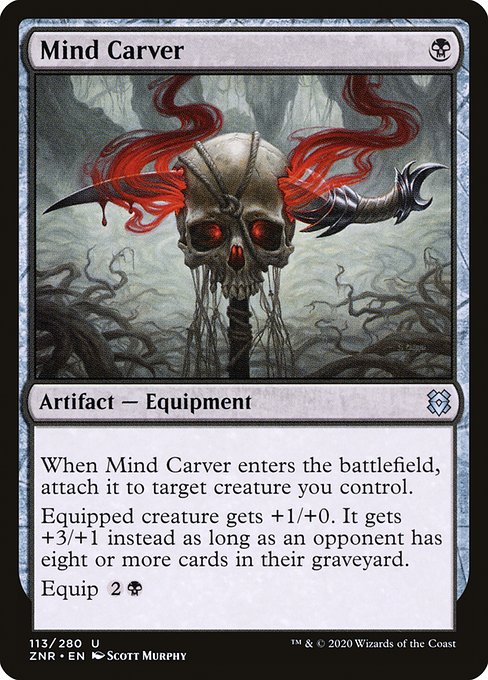 Mind Carver
Artifact — Equipment
When Mind Carver enters the battlefield,
attach it to target creature you control.
Equipped creature gets +1/+0. It gets
+3/+1 instead as long as an opponent has
eight or more cards in their graveyard.
Equip 2
113/280 U
ZNR • EN Scott Murphy
™ & © 2020 Wizards of the Coast